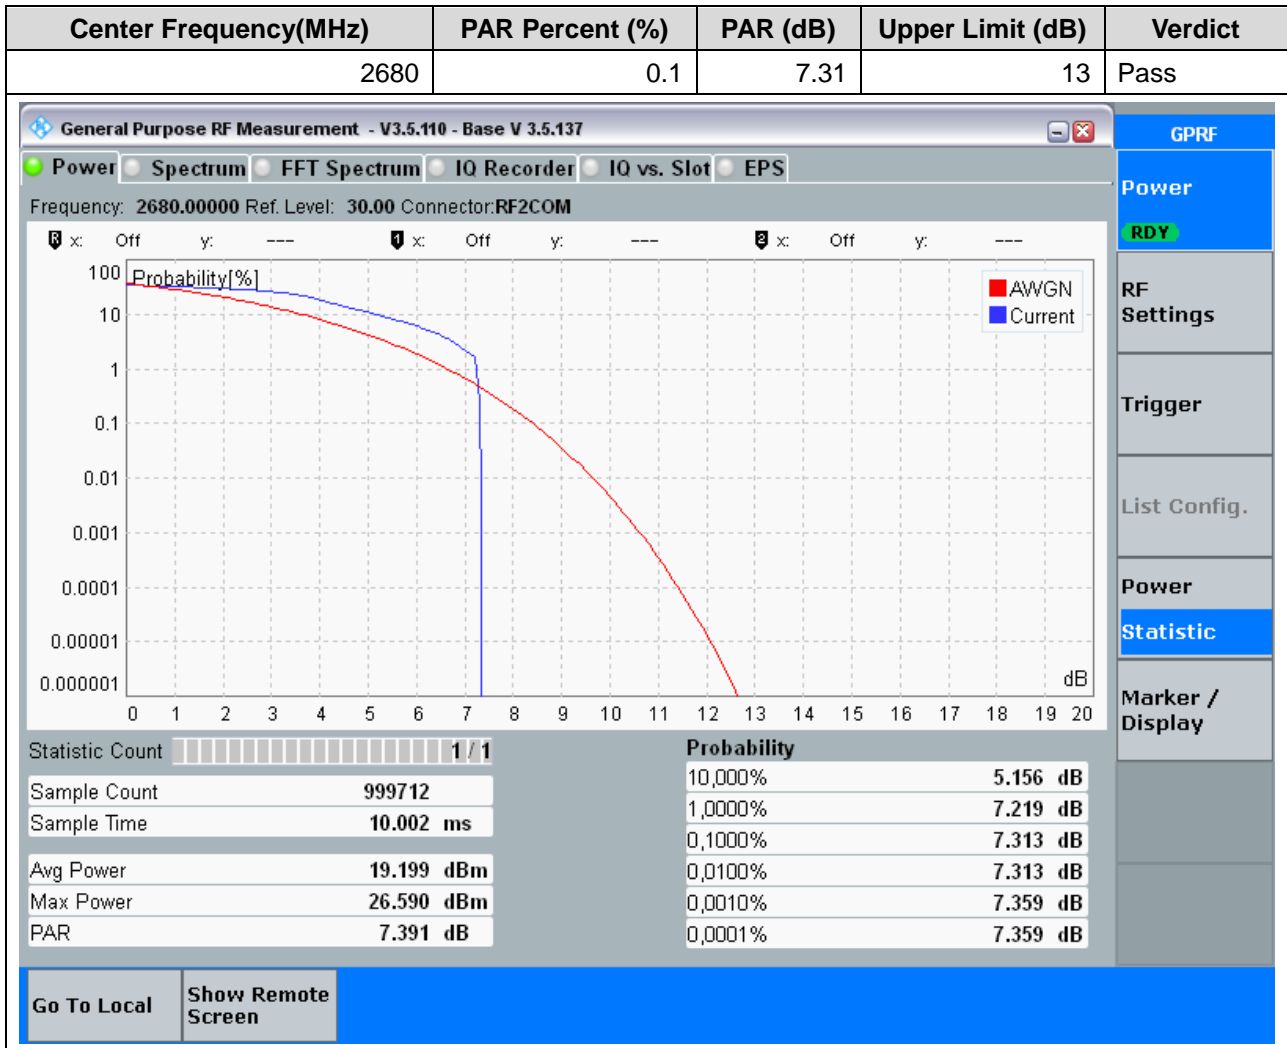 Center Frequency(MHz) PAR Percent (%) PAR (dB) Upper Limit (dB) Verdict
2680 0.1 7.31 13 Pass
General Purpose RF Measurement - V3.5.110 - Base V 3.5.137
GPRF
Power Spectrum FFT Spectrum IQ Recorder IQ vs. Slot EPS
Power
RDY
Frequency: 2680.00000 Ref. Level: 30.00 Connector:RF2COM
R x: Off y: --- 1 x: Off y: --- 2 x: Off y: ---
Probability[%]
AWGN
Current
100
10
1
0.1
0.01
0.001
0.0001
0.00001
0.000001
dB
0 1 2 3 4 5 6 7 8 9 10 11 12 13 14 15 16 17 18 19 20
RF
Settings
Trigger
List Config.
Power
Statistic
Marker /
Display
Statistic Count 1 / 1
Sample Count 999712
Sample Time 10.002 ms
Avg Power 19.199 dBm
Max Power 26.590 dBm
PAR 7.391 dB
Probability
10,000% 5.156 dB
1,0000% 7.219 dB
0,1000% 7.313 dB
0,0100% 7.313 dB
0,0010% 7.359 dB
0,0001% 7.359 dB
Go To Local
Show Remote
Screen